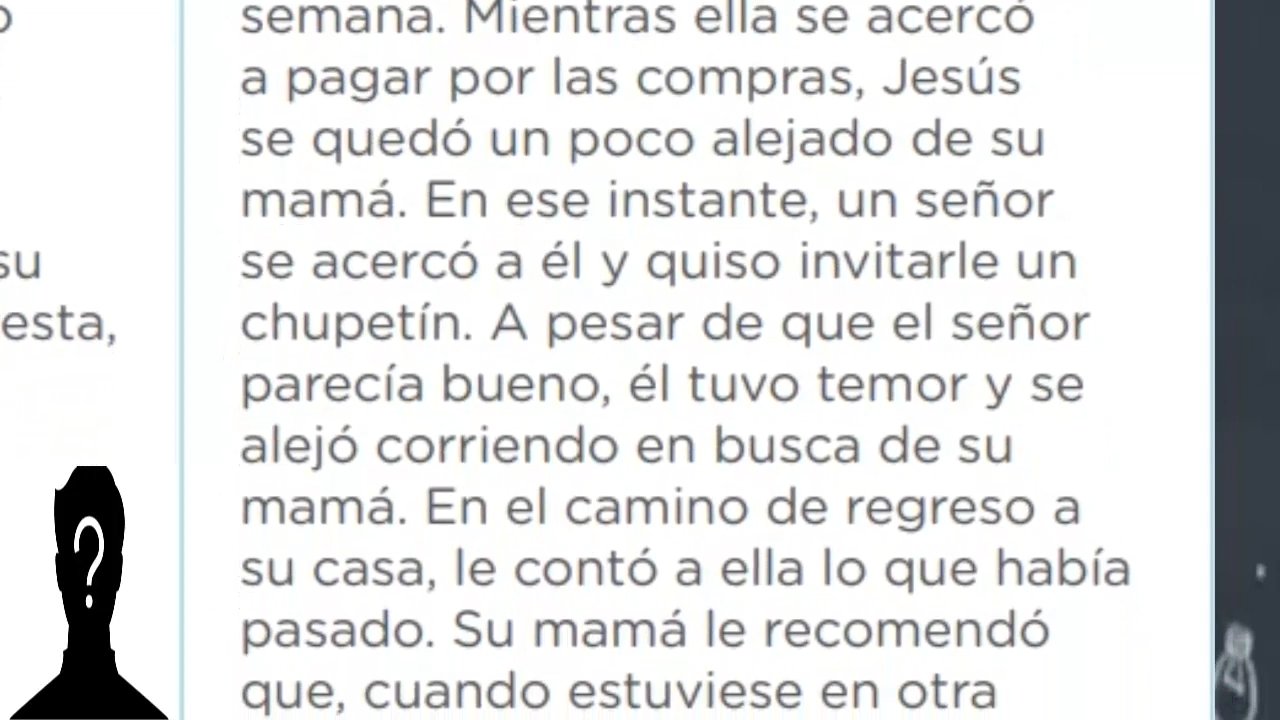 su
esta,
semana. Mientras ella se acercó
a pagar por las compras, Jesús
se quedó un poco alejado de su
mamá. En ese instante, un señor
se acercó a él y quiso invitarle un
chupetín. A pesar de que el señor
parecía bueno, él tuvo temor y se
alejó corriendo en busca de su
mamá. En el camino de regreso a
su casa, le contó a ella lo que había
pasado. Su mamá le recomendó
que, cuando estuviese en otra
?